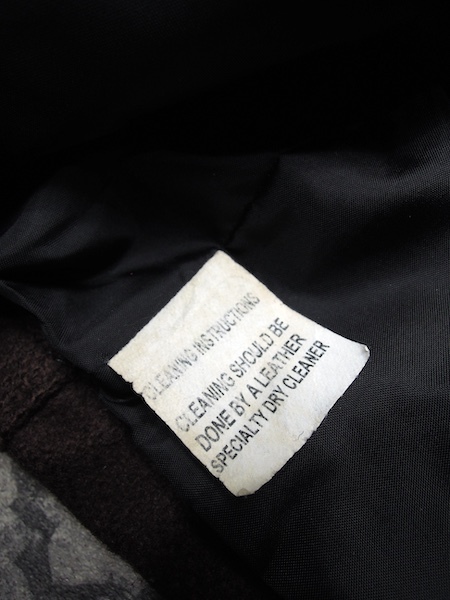 CLEANING INSTRUCTIONS
CLEANING SHOULD BE
DONE BY A LEATHER
SPECIALTY DRY CLEANER